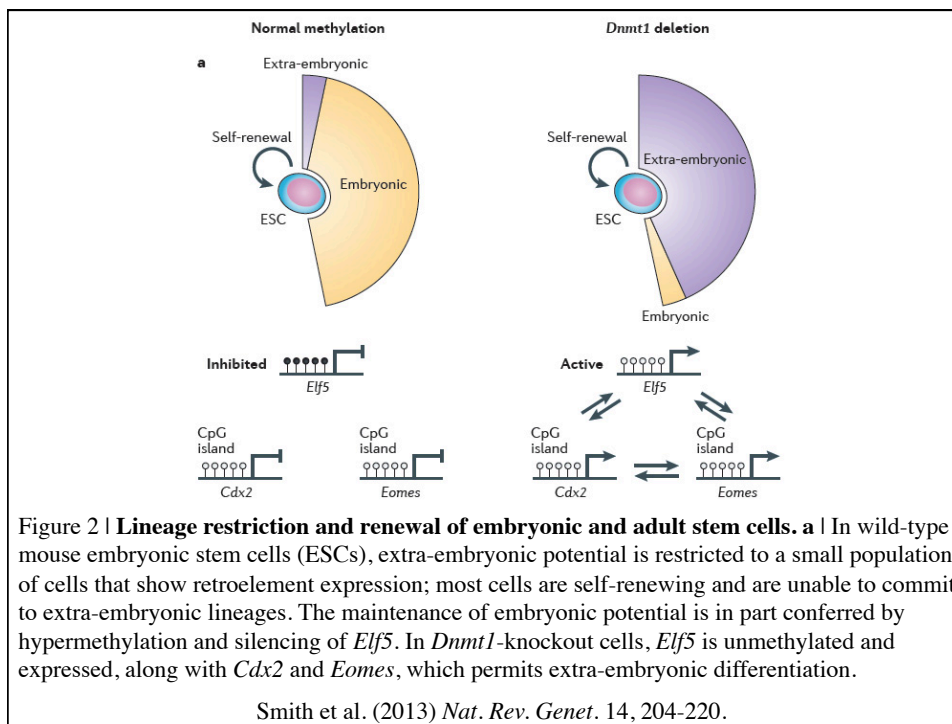 Normal methylation
Dnmt1 deletion
a
Extra-embryonic
Self-renewal
Embryonic
ESC
Self-renewal
Extra-embryonic
ESC
Embryonic
Inhibited
Elf5
CpG
island
Cdx2
CpG
island
Eomes
Active
Elf5
CpG
island
Cdx2
CpG
island
Eomes
Figure 2 | Lineage restriction and renewal of embryonic and adult stem cells. a | In wild-type
mouse embryonic stem cells (ESCs), extra-embryonic potential is restricted to a small population
of cells that show retroelement expression; most cells are self-renewing and are unable to commit
to extra-embryonic lineages. The maintenance of embryonic potential is in part conferred by
hypermethylation and silencing of Elf5. In Dnmt1-knockout cells, Elf5 is unmethylated and
expressed, along with Cdx2 and Eomes, which permits extra-embryonic differentiation.
Smith et al. (2013) Nat. Rev. Genet. 14, 204-220.